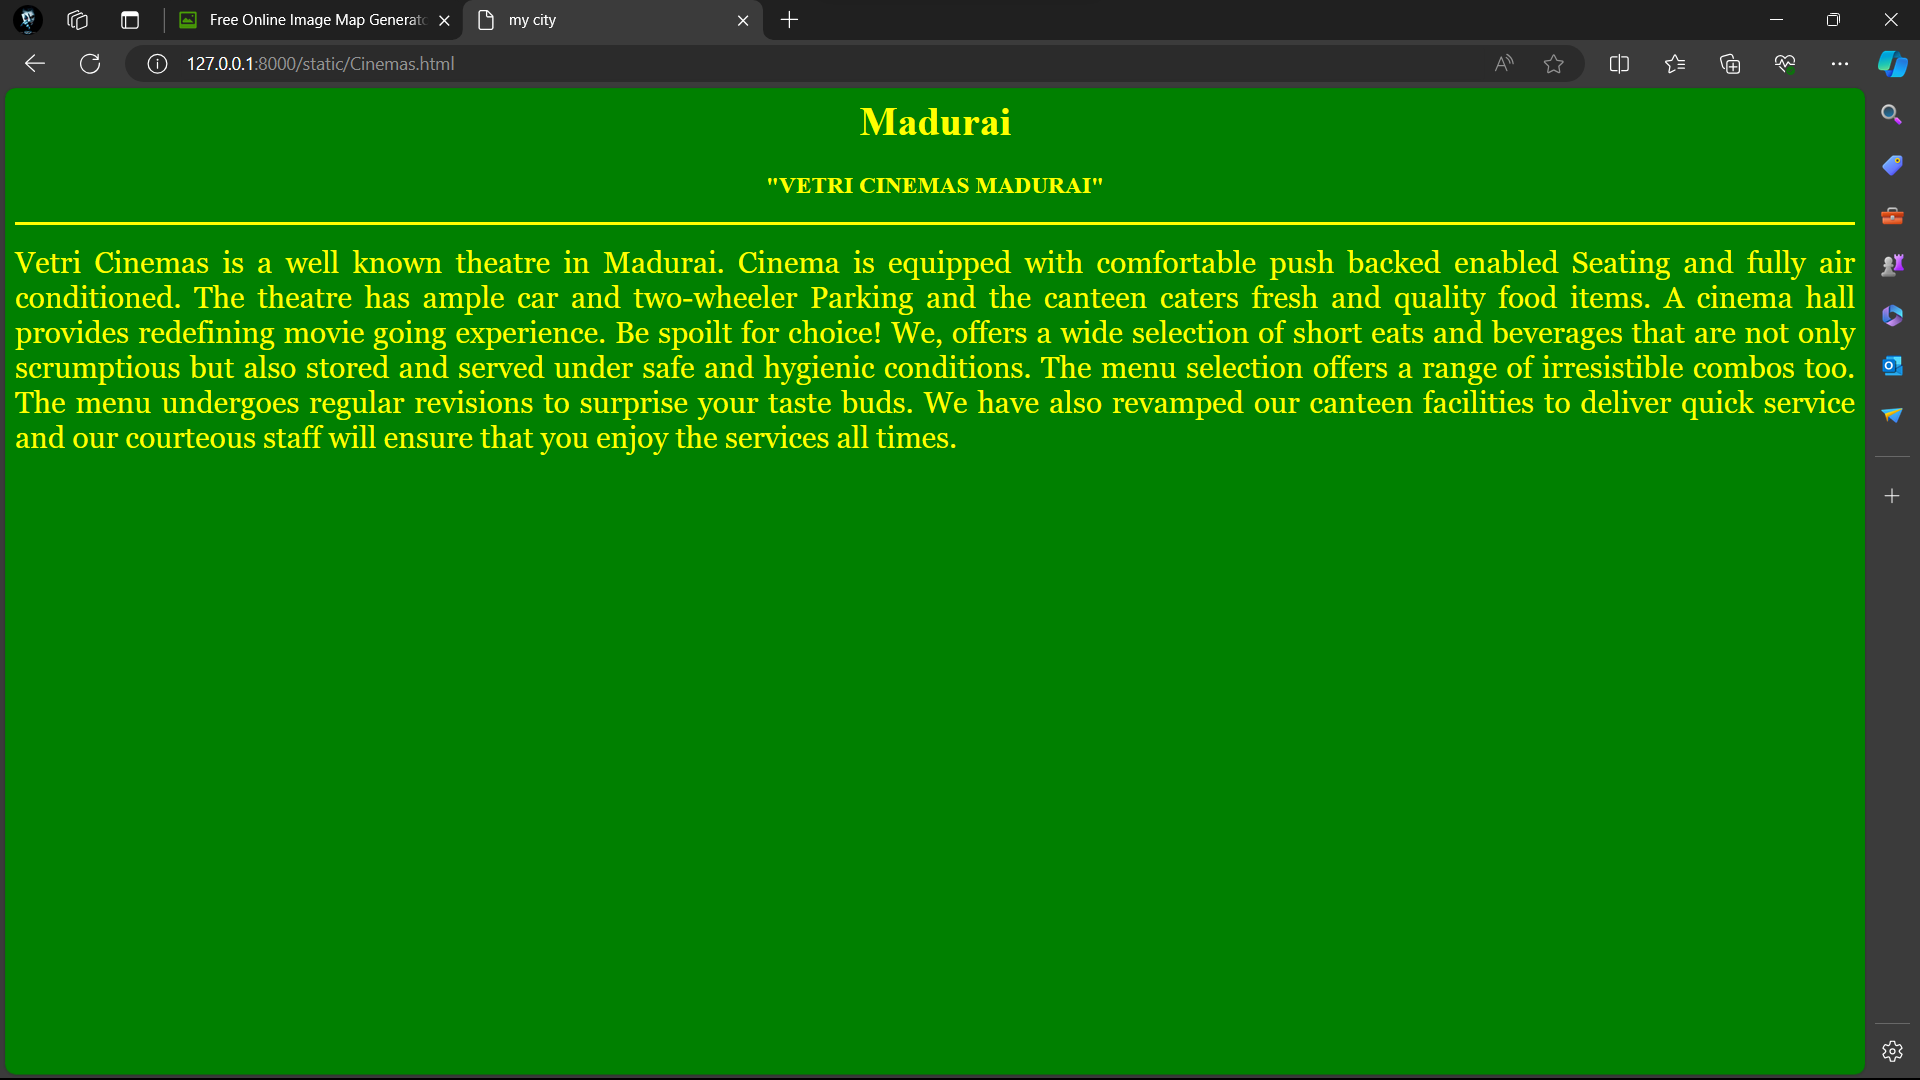 Free Online Image Map Generato
my city
127.0.0.1:8000/static/Cinemas.html
Madurai
"VETRI CINEMAS MADURAI"
Vetri Cinemas is a well known theatre in Madurai. Cinema is equipped with comfortable push backed enabled Seating and fully air
conditioned. The theatre has ample car and two-wheeler Parking and the canteen caters fresh and quality food items. A cinema hall
provides redefining movie going experience. Be spoilt for choice! We, offers a wide selection of short eats and beverages that are not only
scrumptious but also stored and served under safe and hygienic conditions. The menu selection offers a range of irresistible combos too.
The menu undergoes regular revisions to surprise your taste buds. We have also revamped our canteen facilities to deliver quick service
and our courteous staff will ensure that you enjoy the services all times.